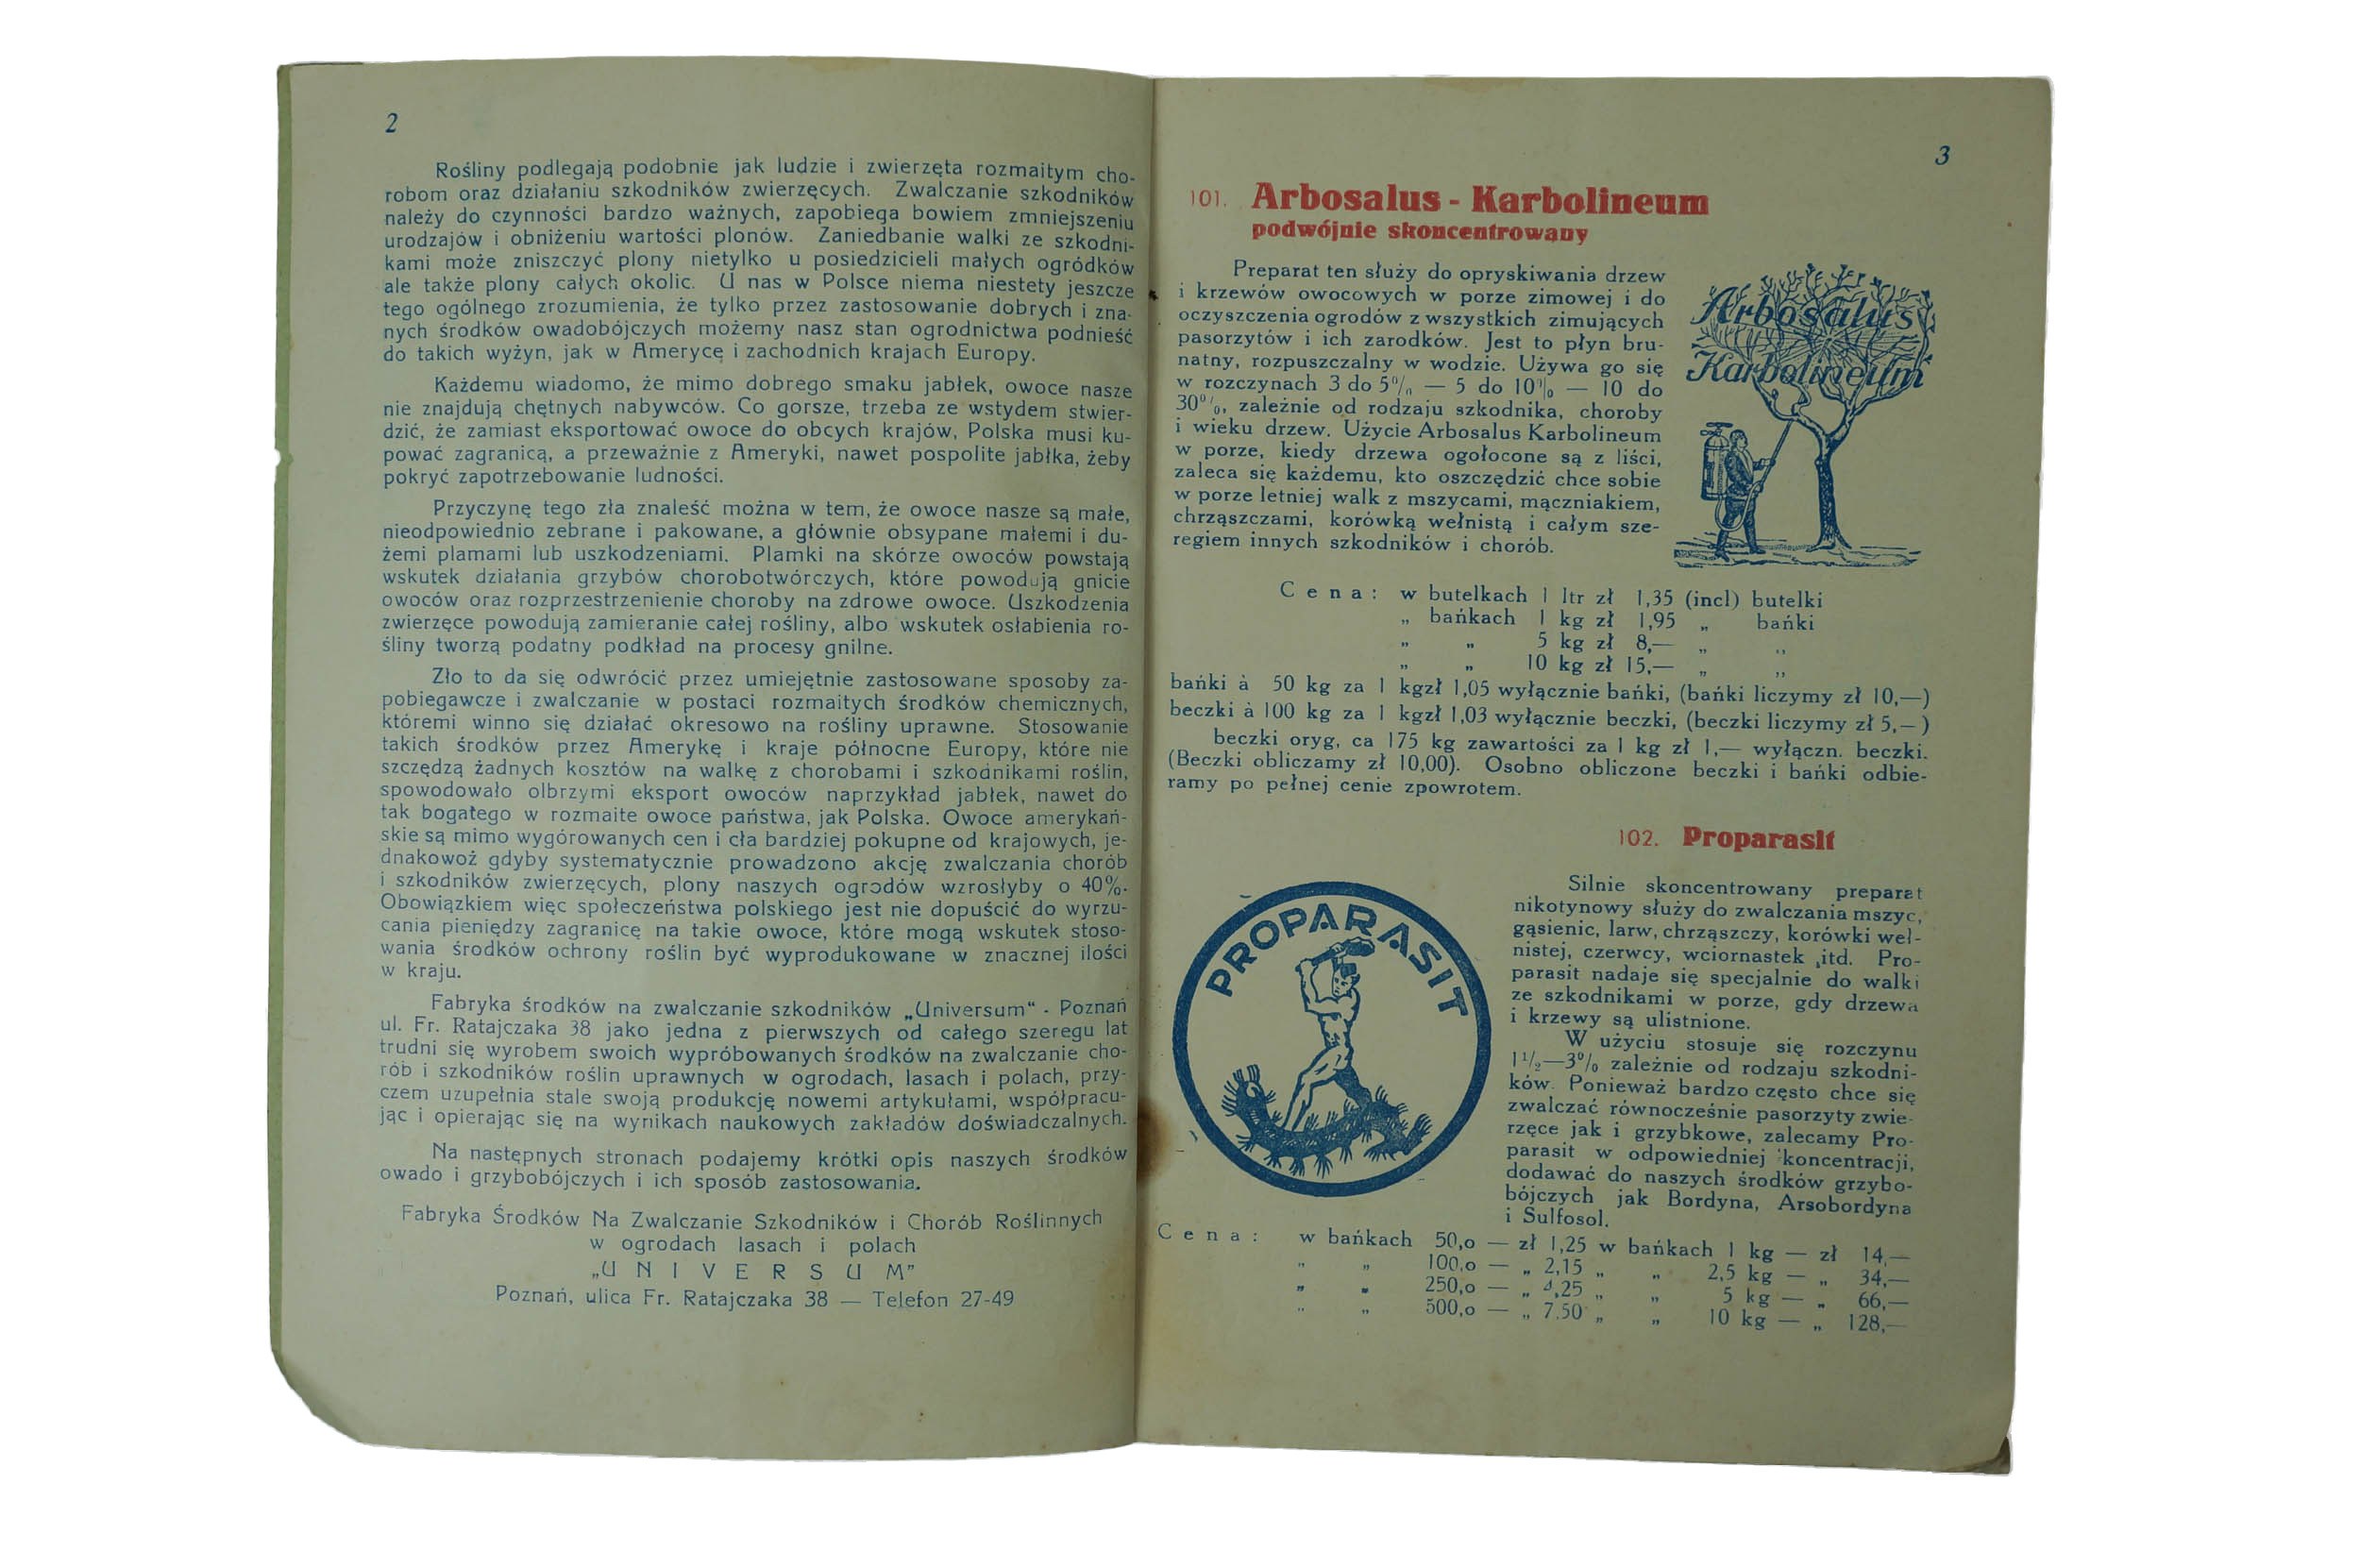 2
Rośliny podlegają podobnie jak ludzie i zwierzęta rozmaitym cho-
robom oraz działaniu szkodników zwierzęcych. Zwalczanie szkodników
należy do czynności bardzo ważnych, zapobiega bowiem zmniejszeniu
urodzajów i obniżeniu wartości plonów. Zaniedbanie walki ze szkodni-
kami może zniszczyć plony nietylko u posiedzicieli małych ogródków
ale także plony całych okolic. U nas w Polsce niema niestety jeszcze
tego ogólnego zrozumienia, że tylko przez zastosowanie dobrych i zna-
nych środków owadobójczych możemy nasz stan ogrodnictwa podnieść
do takich wyżyn, jak w Amerycę i zachodnich krajach Europy.
Każdemu wiadomo, że mimo dobrego smaku jabłek, owoce nasze
nie znajdują chętnych nabywców. Co gorsze, trzeba ze wstydem stwier-
dzić, że zamiast eksportować owoce do obcych krajów, Polska musi ku-
pować zagranicą, a przeważnie z Ameryki, nawet pospolite jabłka, żeby
pokryć zapotrzebowanie ludności.
Przyczynę tego zła znaleść można w tem, że owoce nasze są małe,
nieodpowiednio zebrane i pakowane, a głównie obsypane małemi i du-
żemi plamami lub uszkodzeniami. Plamki na skórze owoców powstają
wskutek działania grzybów chorobotwórczych, które powodują gnicie
owoców oraz rozprzestrzenienie choroby na zdrowe owoce. Uszkodzenia
zwierzęce powodują zamieranie całej rośliny, albo wskutek osłabienia ro-
śliny tworzą podatny podkład na procesy gnilne.
Zło to da się odwrócić przez umiejętnie zastosowane sposoby za-
pobiegawcze i zwalczanie w postaci rozmaitych środków chemicznych,
któremi winno się działać okresowo na rośliny uprawne. Stosowanie
takich środków przez Amerykę i kraje północne Europy, które nie
szczędzą żadnych kosztów na walkę z chorobami i szkodnikami roślin,
spowodowało olbrzymi eksport owoców naprzykład jabłek, nawet do
tak bogatego w rozmaite owoce państwa, jak Polska. Owoce amerykań-
skie są mimo wygórowanych cen i cła bardziej pokupne od krajowych, je-
dnakowoż gdyby systematycznie prowadzono akcję zwalczania chorób
i szkodników zwierzęcych, plony naszych ogrodów wzrosłyby o 40%.
Obowiązkiem więc społeczeństwa polskiego jest nie dopuścić do wyrzu-
cania pieniędzy zagranicę na takie owoce, które mogą wskutek stoso-
wania środków ochrony roślin być wyprodukowane w znacznej ilości
w kraju.
Fabryka środków na zwalczanie szkodników „Universum" - Poznań
ul. Fr. Ratajczaka 38 jako jedna z pierwszych od całego szeregu lat
trudni się wyrobem swoich wypróbowanych środków na zwalczanie cho-
rób i szkodników roślin uprawnych w ogrodach, lasach i polach, przy-
czem uzupełnia stale swoją produkcję nowemi artykułami, współpracu-
jąc i opierając się na wynikach naukowych zakładów doświadczalnych.
Na następnych stronach podajemy krótki opis naszych środków
owado i grzybobójczych i ich sposób zastosowania.
Fabryka Środków Na Zwalczanie Szkodników i Chorób Roślinnych
w ogrodach lasach i polach
„U N I V E R S U M"
Poznań, ulica Fr. Ratajczaka 38 — Telefon 27-49
3
101. Arbosalus - Karbolineum
podwójnie skoncentrowany
Preparat ten służy do opryskiwania drzew
i krzewów owocowych w porze zimowej i do
oczyszczenia ogrodów z wszystkich zimujących
pasorzytów i ich zarodków. Jest to płyn bru-
natny, rozpuszczalny w wodzie. Używa go się
w rozczynach 3 do 5% — 5 do 10% — 10 do
30%, zależnie od rodzaju szkodnika, choroby
i wieku drzew. Użycie Arbosalus Karbolineum
w porze, kiedy drzewa ogołocone są z liści,
zaleca się każdemu, kto oszczędzić chce sobie
w porze letniej walk z mszycami, mączniakiem,
chrząszczami, korówką wełnistą i całym sze-
regiem innych szkodników i chorób.
Arbosalus
Karbolineum
Cena: w butelkach 1 ltr zł 1,35 (incl) butelki
„ bańkach 1 kg zł 1,95 „ bańki
„ „ 5 kg zł 8,— „ „
„ „ 10 kg zł 15,— „ „
bańki à 50 kg za 1 kgzł 1,05 wyłącznie bańki, (bańki liczymy zł 10,—)
beczki à 100 kg za 1 kgzł 1,03 wyłącznie beczki, (beczki liczymy zł 5,—)
beczki oryg, ca 175 kg zawartości za 1 kg zł 1,— wyłączn. beczki.
(Beczki obliczamy zł 10,00). Osobno obliczone beczki i bańki odbie-
ramy po pełnej cenie zpowrotem.
102. Proparasit
PROPARASIT
Silnie skoncentrowany preparat
nikotynowy służy do zwalczania mszyc,
gąsienic, larw, chrząszczy, korówki weł-
nistej, czerwcy, wciornastek itd. Pro-
parasit nadaje się specjalnie do walki
ze szkodnikami w porze, gdy drzewa
i krzewy są ulistnione.
W użyciu stosuje się rozczynu
1½—3% zależnie od rodzaju szkodni-
ków. Ponieważ bardzo często chce się
zwalczać równocześnie pasorzyty zwie-
rzęce jak i grzybkowe, zalecamy Pro-
parasit w odpowiedniej koncentracji,
dodawać do naszych środków grzybo-
bójczych jak Bordyna, Arsobordyna
i Sulfosol.
Cena: w bańkach 50,o — zł 1,25 w bańkach 1 kg — zł 14,—
„ „ 100,o — „ 2,15 „ „ 2,5 kg — „ 34,—
„ „ 250,o — „ ,25 „ „ 5 kg — „ 66,—
„ „ 500,o — „ 7.50 „ „ 10 kg — „ 128,—